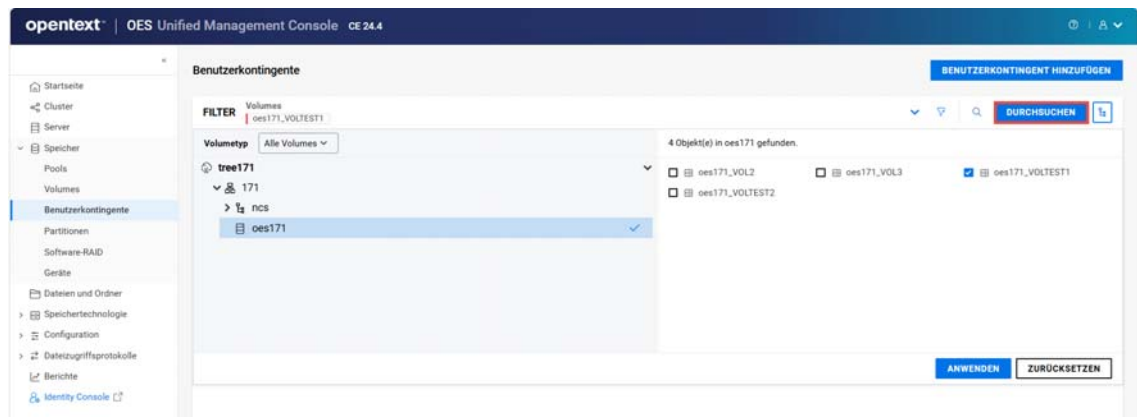 opentext™ | OES Unified Management Console CE 24.4
Startseite
Cluster
Server
Speicher
Pools
Volumes
Benutzerkontingente
Partitionen
Software-RAID
Geräte
Dateien und Ordner
Speichertechnologie
Configuration
Dateizugriffsprotokolle
Berichte
Identity Console
Benutzerkontingente
BENUTZERKONTINGENT HINZUFÜGEN
FILTER
Volumes
oes171_VOLTEST1
DURCHSUCHEN
Volumetyp Alle Volumes
tree171
171
ncs
oes171
4 Objekt(e) in oes171 gefunden.
oes171_VOL2 oes171_VOL3 oes171_VOLTEST1
oes171_VOLTEST2
ANWENDEN ZURÜCKSETZEN